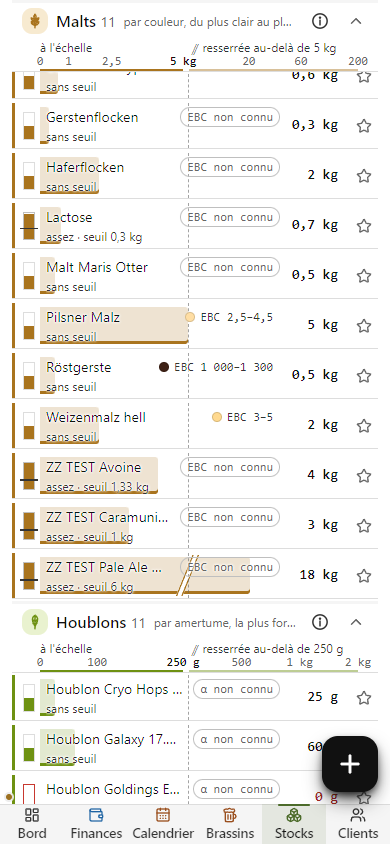 Malts 11 par couleur, du plus clair au pl...
à l'échelle // resserrée au-delà de 5 kg
0 1 2,5 5 kg 20 60 200
0,6 kg
sans seuil
Gerstenflocken EBC non connu 0,3 kg
sans seuil
Haferflocken EBC non connu 2 kg
sans seuil
Lactose EBC non connu 0,7 kg
assez · seuil 0,3 kg
Malt Maris Otter EBC non connu 0,5 kg
sans seuil
Pilsner Malz EBC 2,5–4,5 5 kg
sans seuil
Röstgerste EBC 1 000–1 300 0,5 kg
sans seuil
Weizenmalz hell EBC 3–5 2 kg
sans seuil
ZZ TEST Avoine EBC non connu 4 kg
assez · seuil 1,33 kg
ZZ TEST Caramuni... EBC non connu 3 kg
assez · seuil 1 kg
ZZ TEST Pale Ale ... EBC non connu 18 kg
assez · seuil 6 kg
Houblons 11 par amertume, la plus for...
à l'échelle // resserrée au-delà de 250 g
0 100 250 g 500 1 kg 2 kg
Houblon Cryo Hops ... α non connu 25 g
sans seuil
Houblon Galaxy 17.... α non connu
sans seuil
Houblon Goldings E... α non connu 0 g
Bord Finances Calendrier Brassins Stocks Clients